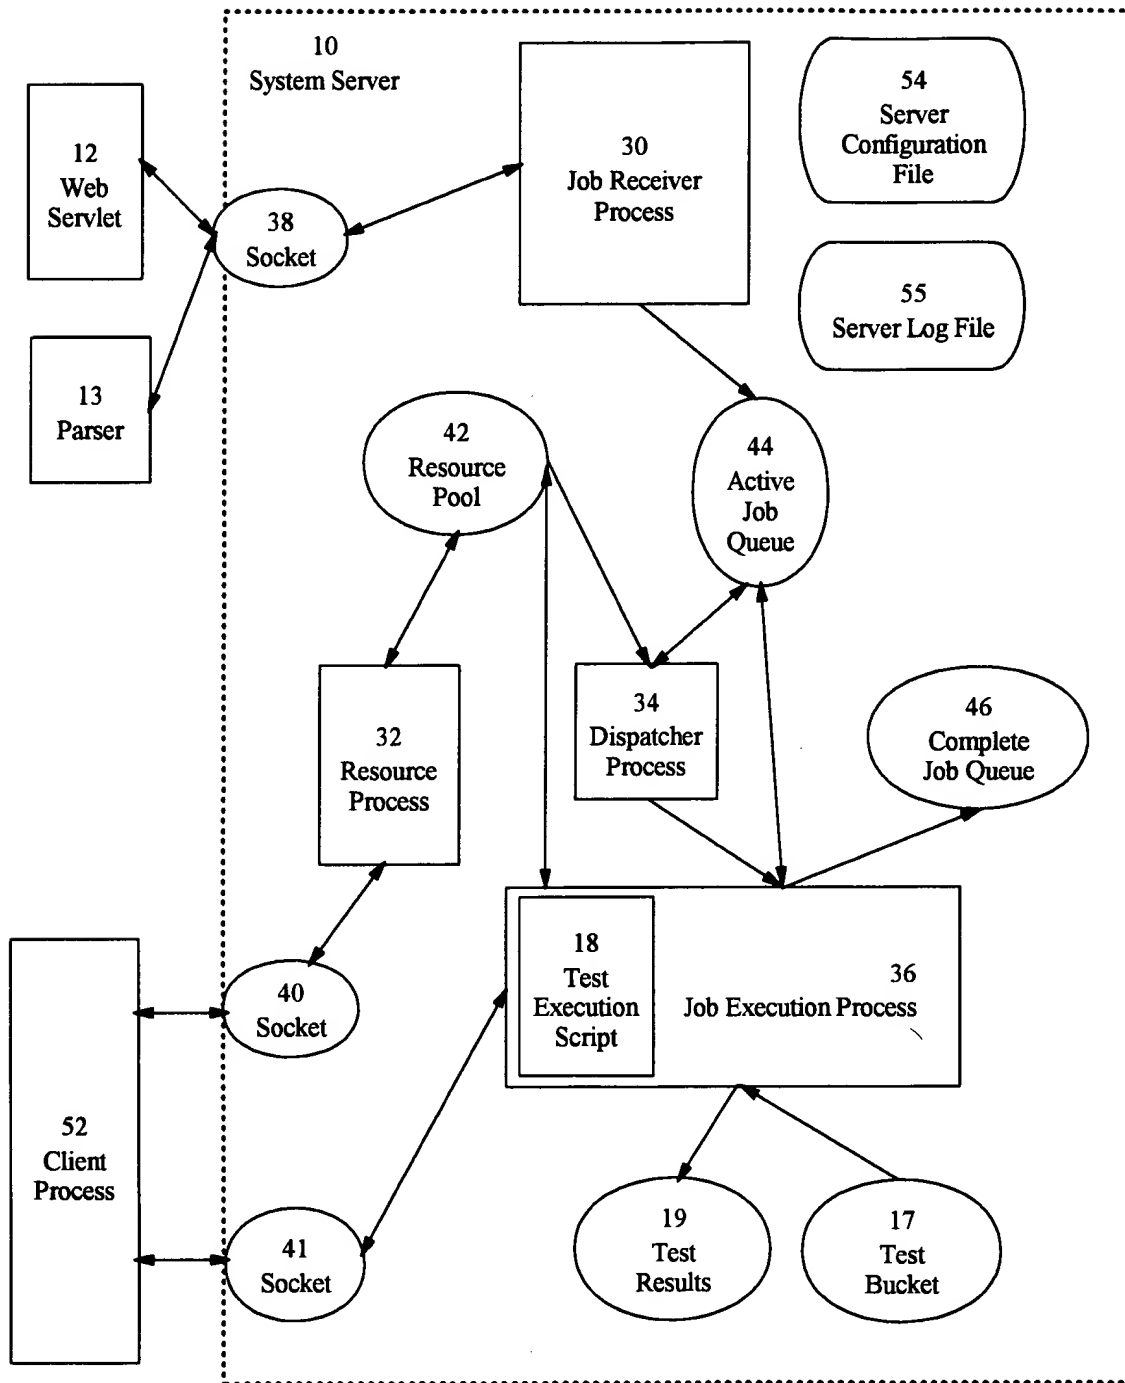 10
System Server
12
Web
Servlet
30
Job Receiver
Process
54
Server
Configuration
File
38
Socket
55
Server Log File
13
Parser
42
Resource
Pool
44
Active
Job
Queue
32
Resource
Process
34
Dispatcher
Process
46
Complete
Job Queue
18
Test
Execution
Script
36
Job Execution Process
40
Socket
52
Client
Process
41
Socket
19
Test
Results
17
Test
Bucket